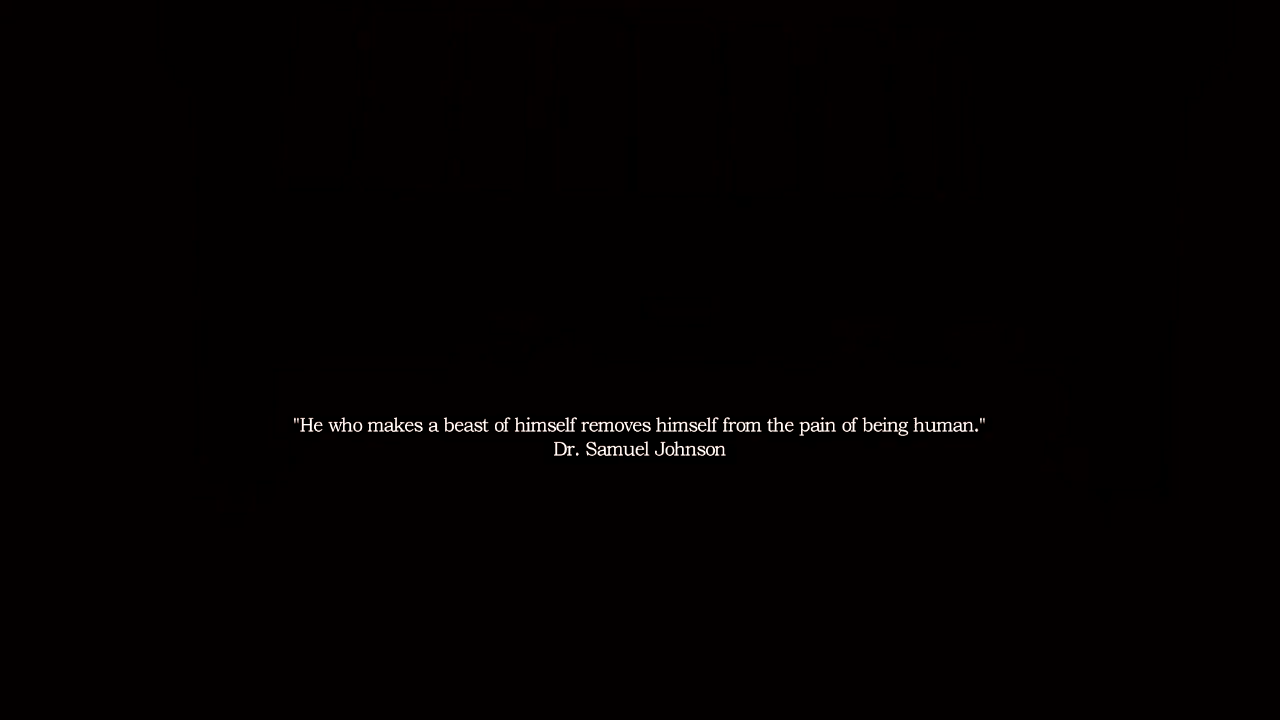 "He who makes a beast of himself removes himself from the pain of being human."
Dr. Samuel Johnson